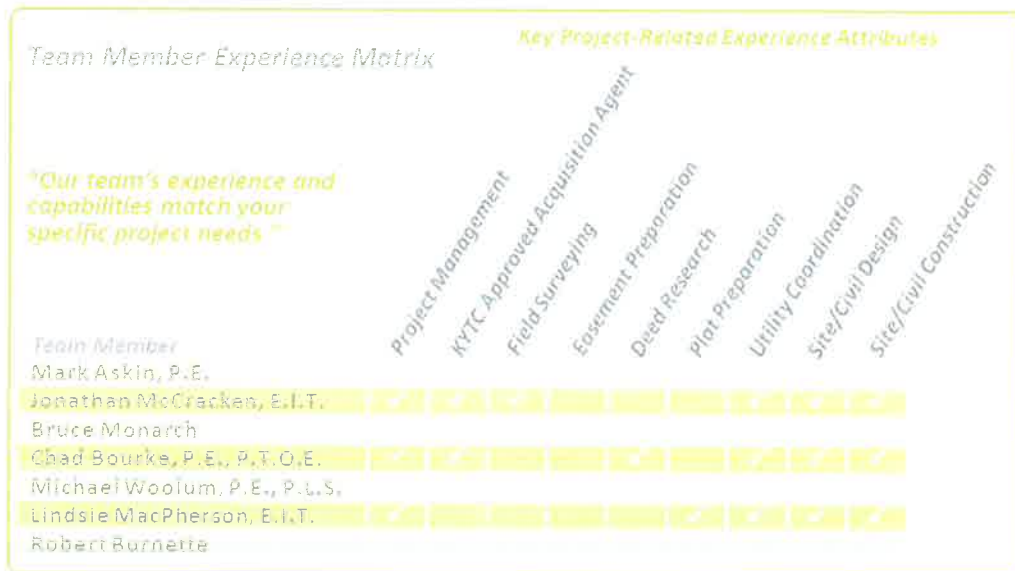 Key Project-Related Experience Attributes
Team Member Experience Matrix
"Our team's experience and
capabilities match your
specific project needs."
Project Management
KYTC Approved Acquisition Agent
Field Surveying
Easement Preparation
Deed Research
Plat Preparation
Utility Coordination
Site/Civil Design
Site/Civil Construction
Team Member
Mark Askin, P.E.
Jonathan McCracken, E.I.T.
Bruce Monarch
Chad Bourke, P.E., P.T.O.E.
Michael Woolum, P.E., P.L.S.
Lindsie MacPherson, E.I.T.
Robert Burnette